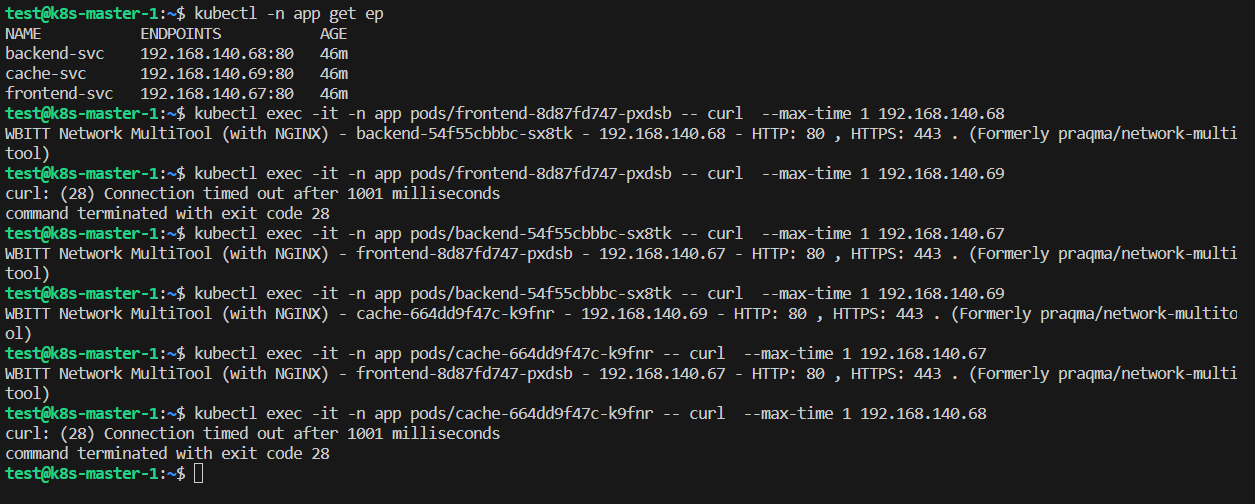 test@k8s-master-1:~$ kubectl -n app get ep
NAME           ENDPOINTS           AGE
backend-svc    192.168.140.68:80   46m
cache-svc      192.168.140.69:80   46m
frontend-svc   192.168.140.67:80   46m
test@k8s-master-1:~$ kubectl exec -it -n app pods/frontend-8d87fd747-pxdsb -- curl  --max-time 1 192.168.140.68
WBITT Network MultiTool (with NGINX) - backend-54f55cbbbc-sx8tk - 192.168.140.68 - HTTP: 80 , HTTPS: 443 . (Formerly praqma/network-multi
tool)
test@k8s-master-1:~$ kubectl exec -it -n app pods/frontend-8d87fd747-pxdsb -- curl  --max-time 1 192.168.140.69
curl: (28) Connection timed out after 1001 milliseconds
command terminated with exit code 28
test@k8s-master-1:~$ kubectl exec -it -n app pods/backend-54f55cbbbc-sx8tk -- curl  --max-time 1 192.168.140.67
WBITT Network MultiTool (with NGINX) - frontend-8d87fd747-pxdsb - 192.168.140.67 - HTTP: 80 , HTTPS: 443 . (Formerly praqma/network-multi
tool)
test@k8s-master-1:~$ kubectl exec -it -n app pods/backend-54f55cbbbc-sx8tk -- curl  --max-time 1 192.168.140.69
WBITT Network MultiTool (with NGINX) - cache-664dd9f47c-k9fnr - 192.168.140.69 - HTTP: 80 , HTTPS: 443 . (Formerly praqma/network-multito
ol)
test@k8s-master-1:~$ kubectl exec -it -n app pods/cache-664dd9f47c-k9fnr -- curl  --max-time 1 192.168.140.67
WBITT Network MultiTool (with NGINX) - frontend-8d87fd747-pxdsb - 192.168.140.67 - HTTP: 80 , HTTPS: 443 . (Formerly praqma/network-multi
tool)
test@k8s-master-1:~$ kubectl exec -it -n app pods/cache-664dd9f47c-k9fnr -- curl  --max-time 1 192.168.140.68
curl: (28) Connection timed out after 1001 milliseconds
command terminated with exit code 28
test@k8s-master-1:~$